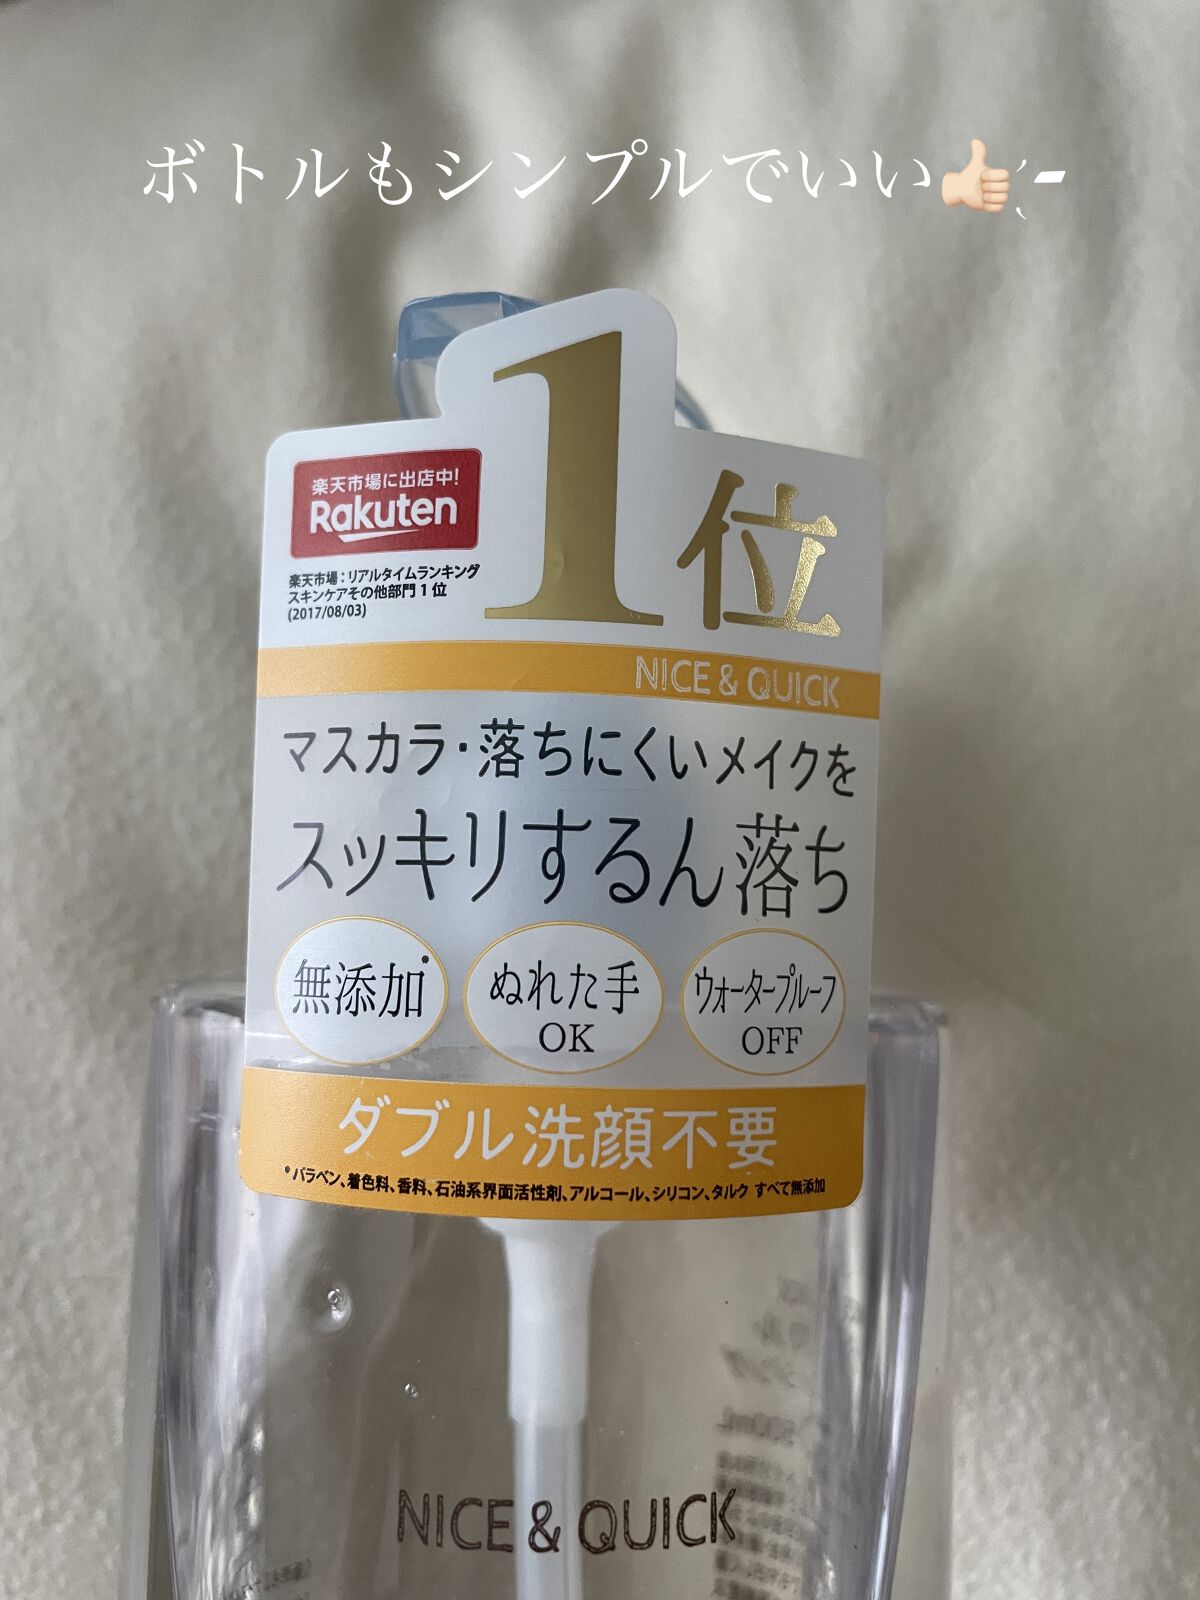 ボトルもシンプルでいい👍🏻 ̖́-
楽天市場に出店中!
Rakuten
楽天市場:リアルタイムランキング
スキンケアその他部門1位
(2017/08/03)
1位
NICE & QUICK
マスカラ・落ちにくいメイクを
スッキリするん落ち
無添加*
ぬれた手
OK
ウォータープルーフ
OFF
ダブル洗顔不要
*パラベン、着色料、香料、石油系界面活性剤、アルコール、シリコン、タルク すべて無添加
NICE & QUICK